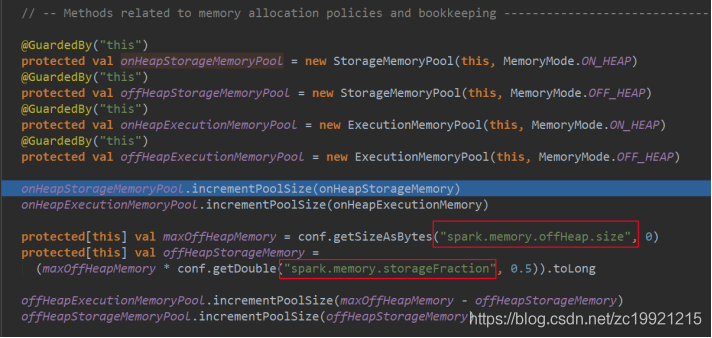 // -- Methods related to memory allocation policies and bookkeeping ------------------------------
@GuardedBy("this")
protected val onHeapStorageMemoryPool = new StorageMemoryPool(this, MemoryMode.ON_HEAP)
@GuardedBy("this")
protected val offHeapStorageMemoryPool = new StorageMemoryPool(this, MemoryMode.OFF_HEAP)
@GuardedBy("this")
protected val onHeapExecutionMemoryPool = new ExecutionMemoryPool(this, MemoryMode.ON_HEAP)
@GuardedBy("this")
protected val offHeapExecutionMemoryPool = new ExecutionMemoryPool(this, MemoryMode.OFF_HEAP)
onHeapStorageMemoryPool.incrementPoolSize(onHeapStorageMemory)
onHeapExecutionMemoryPool.incrementPoolSize(onHeapExecutionMemory)
protected[this] val maxOffHeapMemory = conf.getSizeAsBytes("spark.memory.offHeap.size", 0)
protected[this] val offHeapStorageMemory =
(maxOffHeapMemory * conf.getDouble("spark.memory.storageFraction", 0.5)).toLong
offHeapExecutionMemoryPool.incrementPoolSize(maxOffHeapMemory - offHeapStorageMemory)
offHeapStorageMemoryPool.incrementPoolSize(offHeapStorageMemory)
https://blog.csdn.net/zc19921215